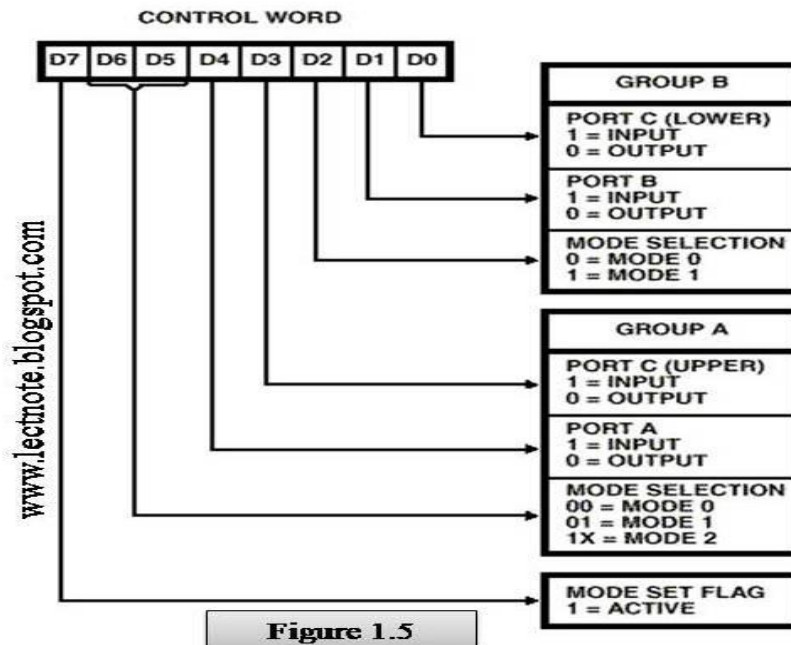 CONTROL WORD
D7 D6 D5 D4 D3 D2 D1 D0
GROUP B
PORT C (LOWER)
1 = INPUT
0 = OUTPUT
PORT B
1 = INPUT
0 = OUTPUT
MODE SELECTION
0 = MODE 0
1 = MODE 1
GROUP A
PORT C (UPPER)
1 = INPUT
0 = OUTPUT
PORT A
1 = INPUT
0 = OUTPUT
MODE SELECTION
00 = MODE 0
01 = MODE 1
1X = MODE 2
MODE SET FLAG
1 = ACTIVE
www.lectnote.blogspot.com
Figure 1.5